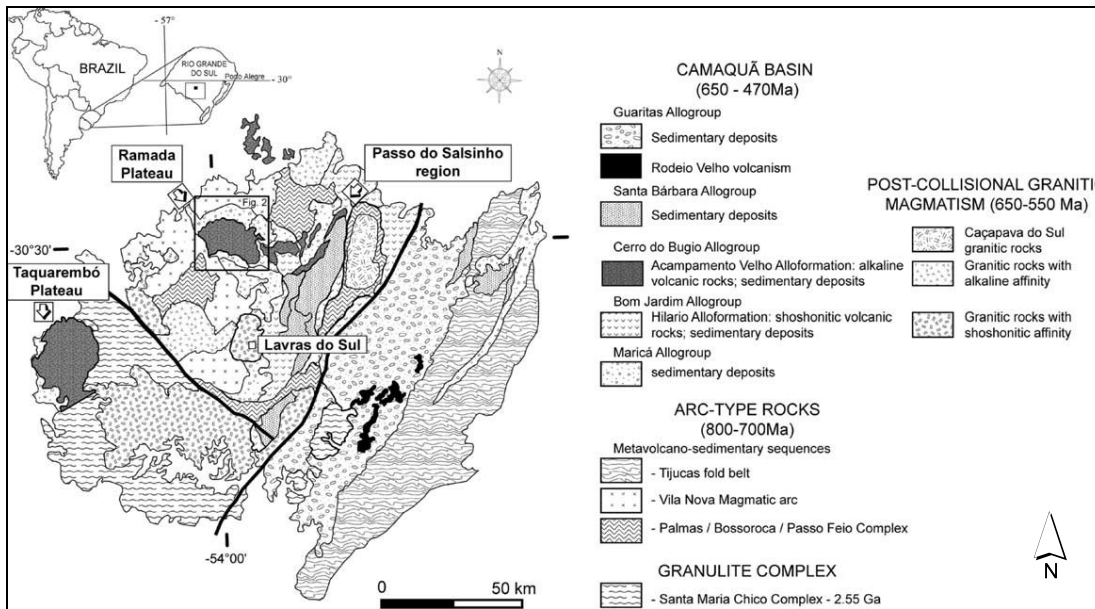 - 57°
BRAZIL
RIO GRANDE
DO SUL
Porto Alegre
- 30°
N
Ramada
Plateau
Passo do Salsinho
region
Fig. 2
-30°30'
Taquarembó
Plateau
Lavras do Sul
-54°00'
0
50 km
CAMAQUÃ BASIN
(650 - 470Ma)
Guaritas Allogroup
Sedimentary deposits
Rodeio Velho volcanism
Santa Bárbara Allogroup
Sedimentary deposits
Cerro do Bugio Allogroup
Acampamento Velho Alloformation: alkaline
volcanic rocks; sedimentary deposits
Bom Jardim Allogroup
Hilario Alloformation: shoshonitic volcanic
rocks; sedimentary deposits
Maricá Allogroup
sedimentary deposits
ARC-TYPE ROCKS
(800-700Ma)
Metavolcano-sedimentary sequences
- Tijucas fold belt
- Vila Nova Magmatic arc
- Palmas / Bossoroca / Passo Feio Complex
GRANULITE COMPLEX
- Santa Maria Chico Complex - 2.55 Ga
POST-COLLISIONAL GRANITI
MAGMATISM (650-550 Ma)
Caçapava do Sul
granitic rocks
Granitic rocks with
alkaline affinity
Granitic rocks with
shoshonitic affinity
N